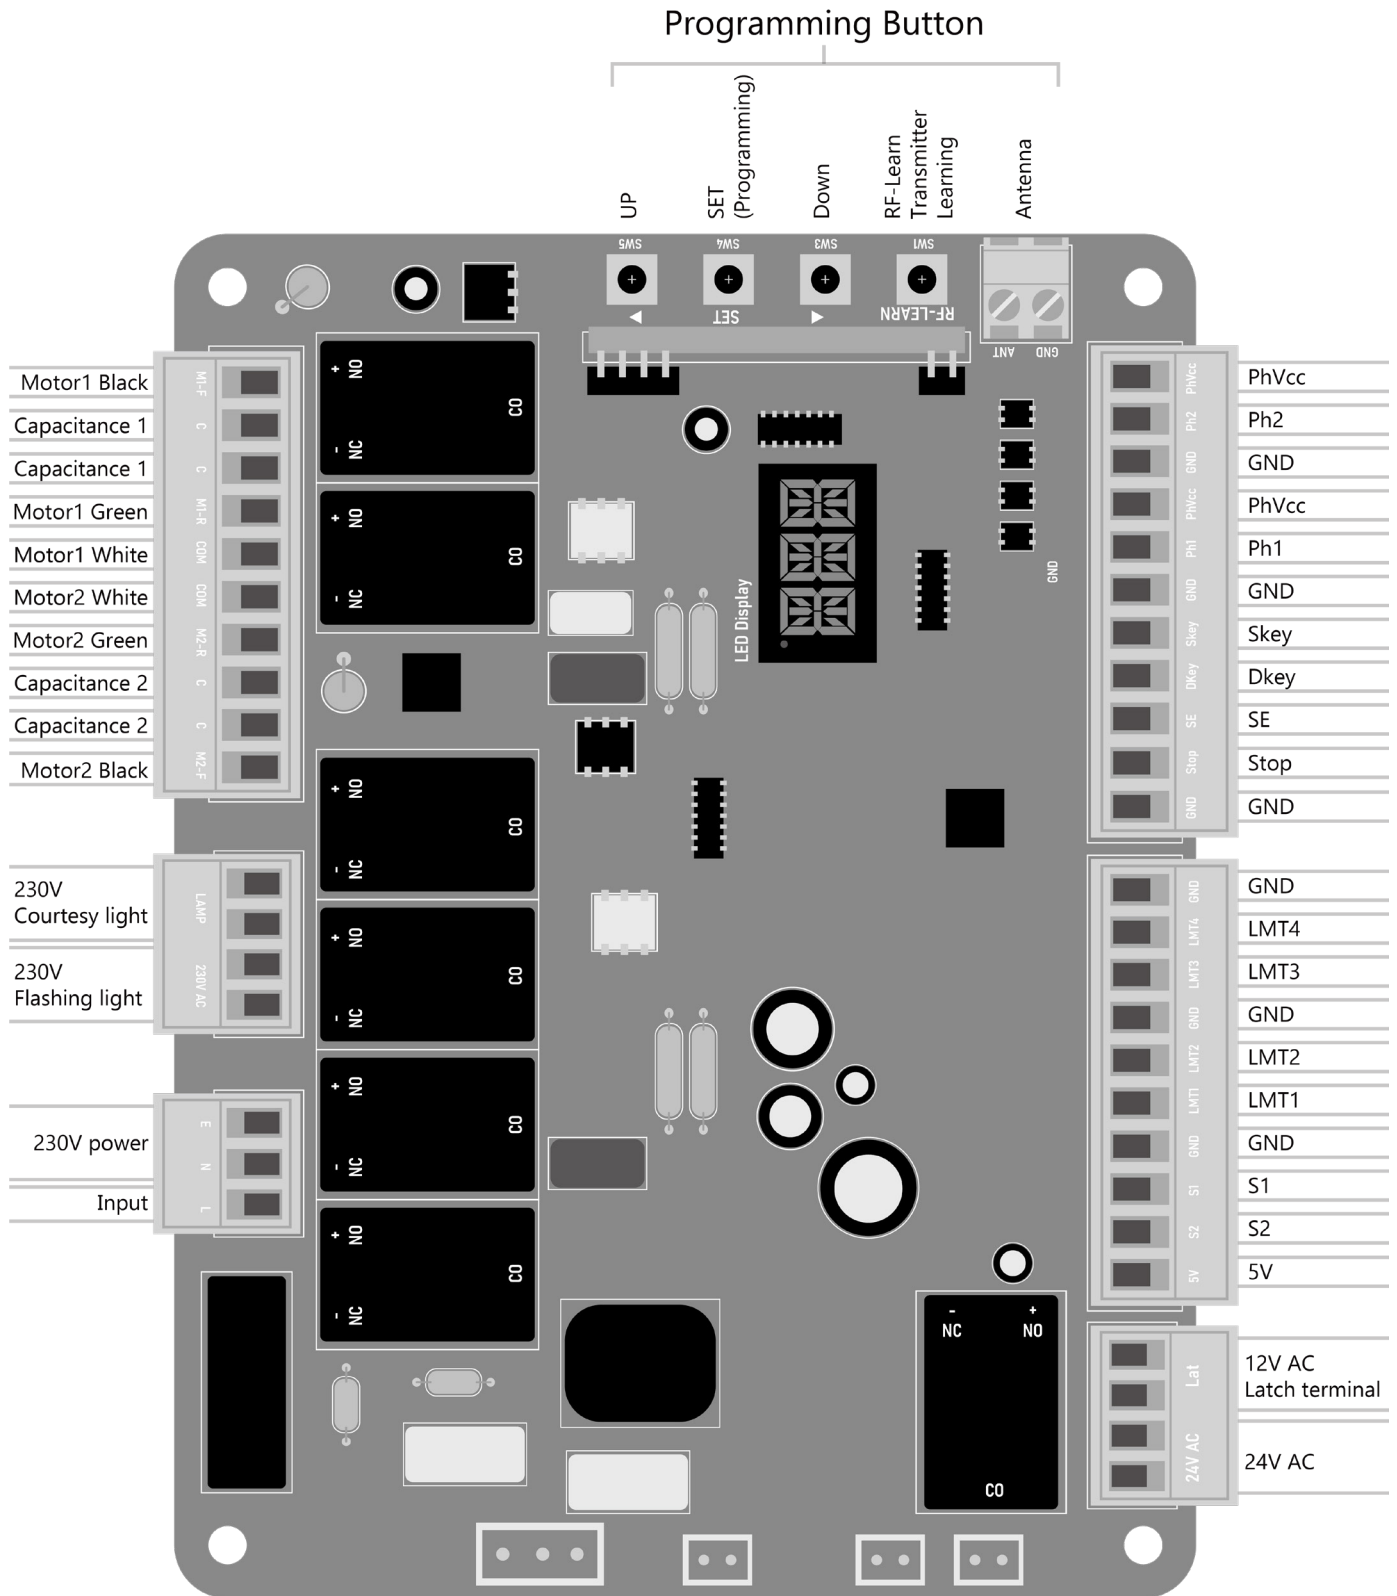 Programming Button
UP
SET
(Programming)
Down
RF-Learn
Transmitter
Learning
Antenna
SW5
SW4
SW3
SW1
SET
RF-LEARN
ANT
GND
Motor1 Black
Capacitance 1
Capacitance 1
Motor1 Green
Motor1 White
Motor2 White
Motor2 Green
Capacitance 2
Capacitance 2
Motor2 Black
M1-F
C
C
M1-R
COM
COM
M2-R
C
C
M2-F
230V
Courtesy light
230V
Flashing light
LAMP
230V AC
230V power
Input
E
N
L
+ NO
- NC
CO
+ NO
- NC
CO
+ NO
- NC
CO
+ NO
- NC
CO
+ NO
- NC
CO
+ NO
- NC
CO
LED Display
GND
PhVcc
Ph2
GND
PhVcc
Ph1
GND
Skey
DKey
SE
Stop
GND
PhVcc
Ph2
GND
PhVcc
Ph1
GND
Skey
Dkey
SE
Stop
GND
GND
LMT4
LMT3
GND
LMT2
LMT1
GND
S1
S2
5V
GND
LMT4
LMT3
GND
LMT2
LMT1
GND
S1
S2
5V
- +
NC NO
CO
Lat
24V AC
12V AC
Latch terminal
24V AC